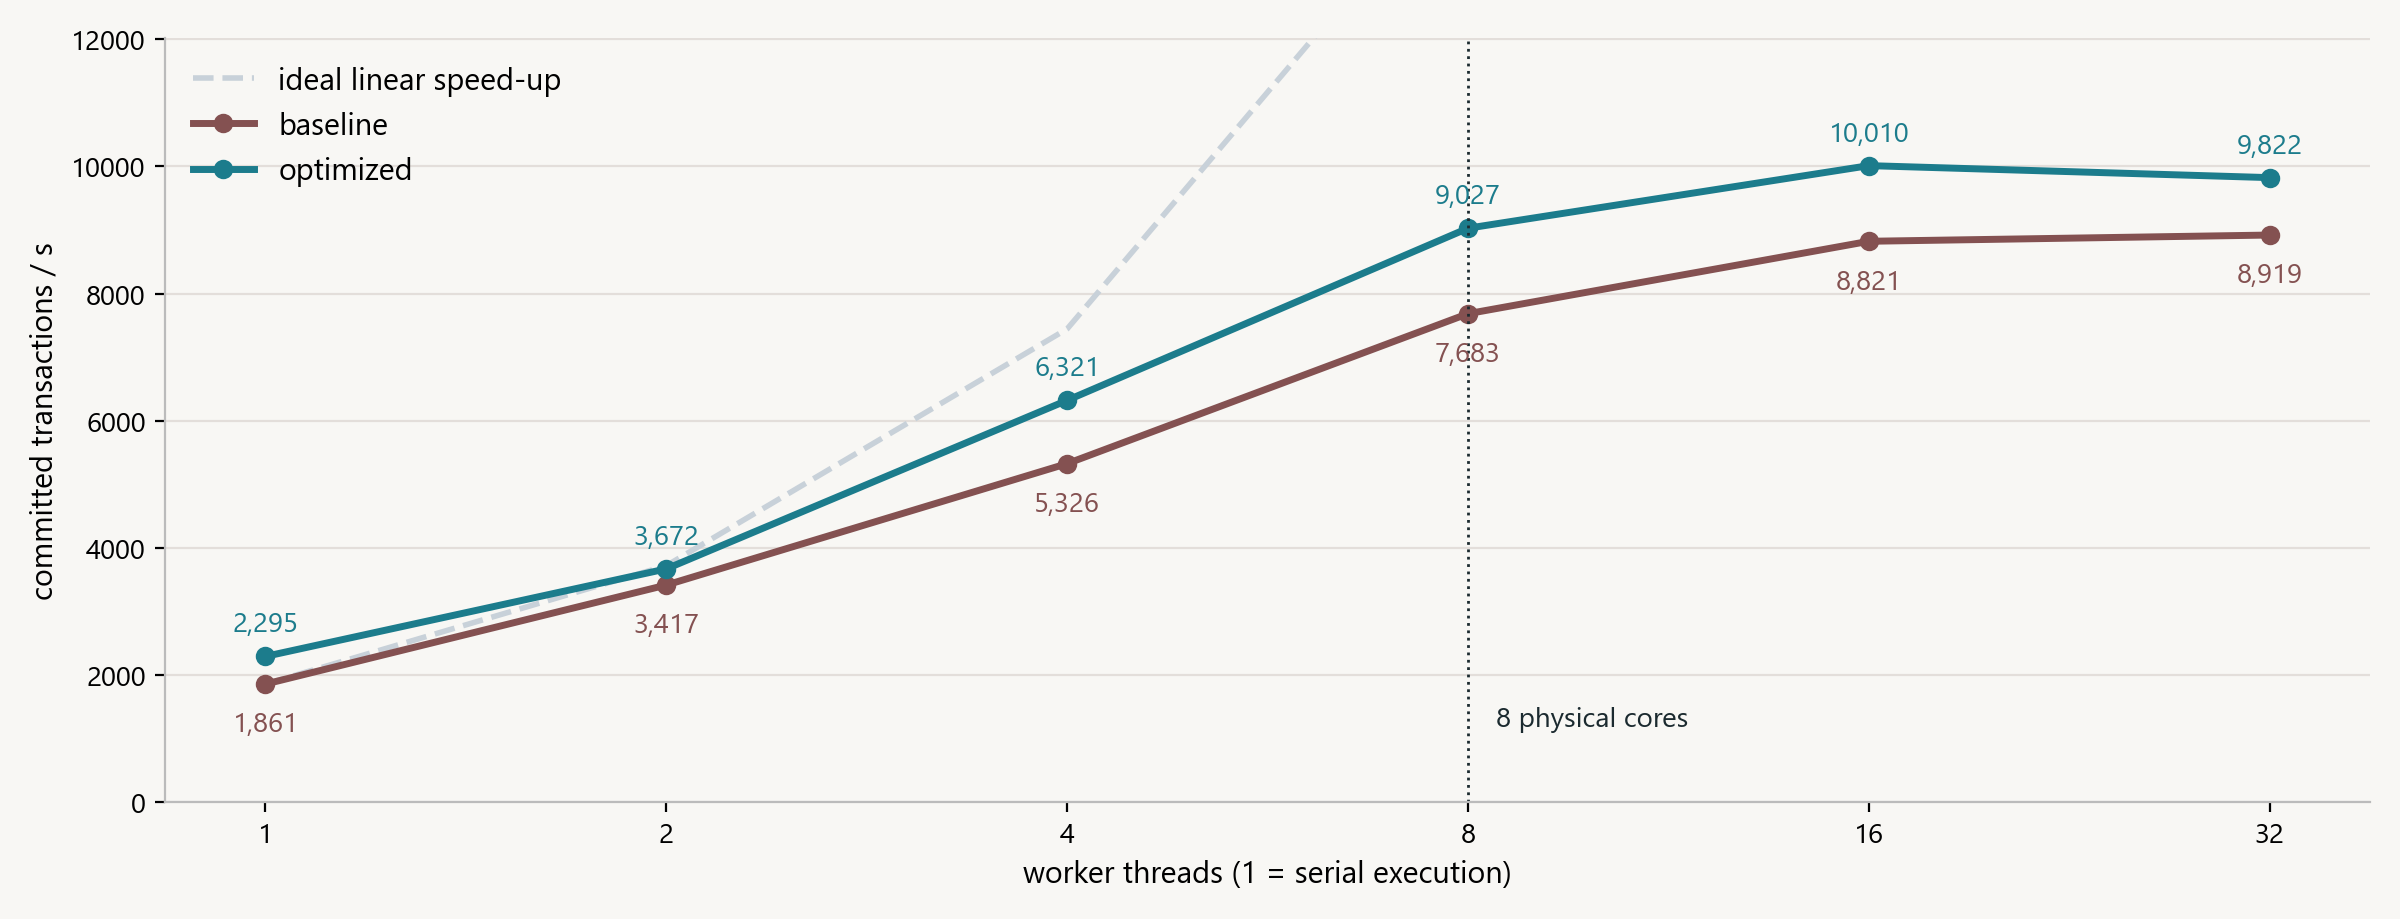 12000
10000
8000
6000
4000
2000
0
committed transactions / s
ideal linear speed-up
baseline
optimized
2,295
3,672
6,321
9,027
10,010
9,822
1,861
3,417
5,326
7,683
8,821
8,919
8 physical cores
1 2 4 8 16 32
worker threads (1 = serial execution)